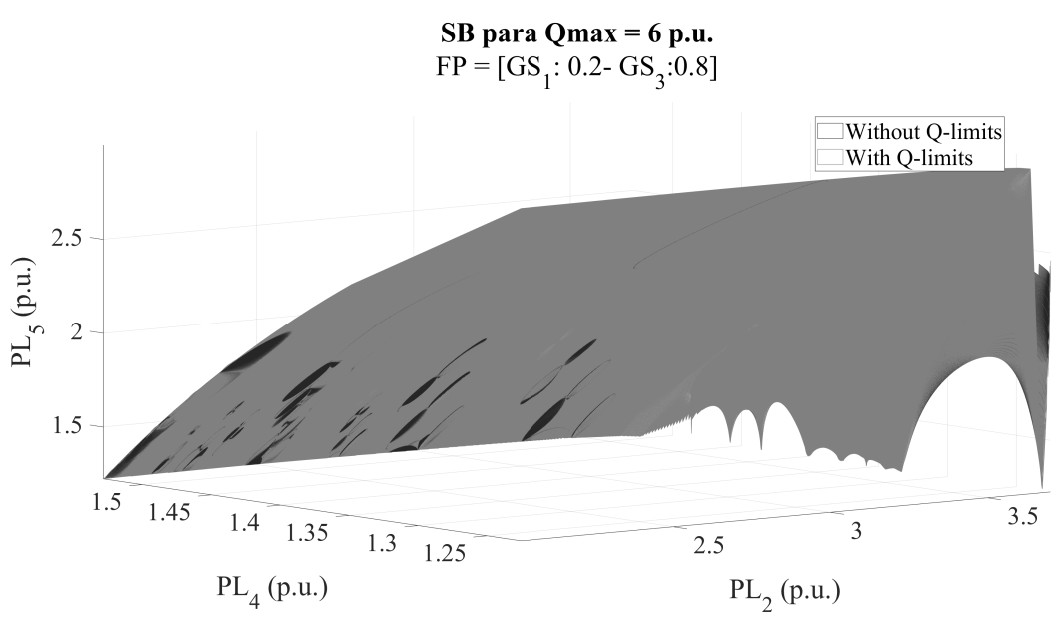 SB para Qmax = 6 p.u.
FP = [GS1: 0.2- GS3:0.8]
Without Q-limits
With Q-limits
2.5
2
1.5
PL5 (p.u.)
1.5
1.45
1.4
1.35
1.3
1.25
PL4 (p.u.)
2.5
3
3.5
PL2 (p.u.)